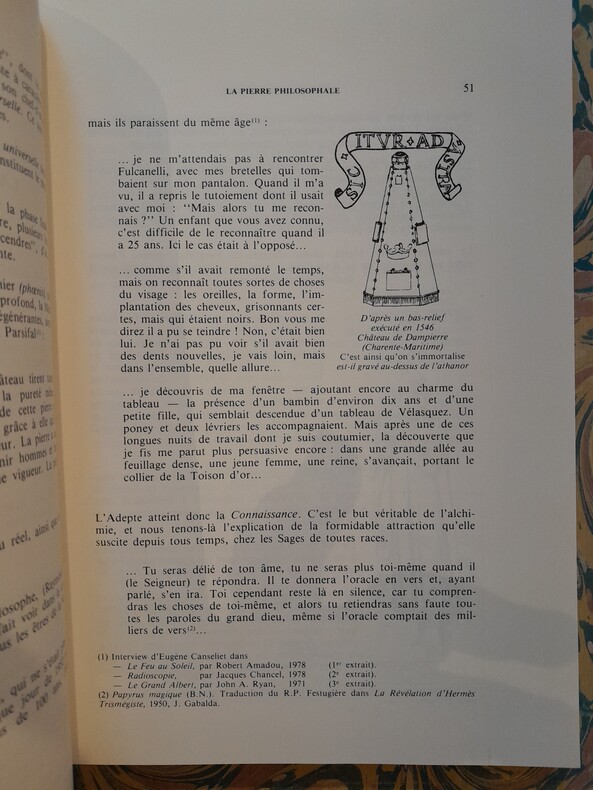 LA PIERRE PHILOSOPHALE
51
mais ils paraissent du même âge(1) :
... je ne m'attendais pas à rencontrer
Fulcanelli, avec mes bretelles qui tom-
baient sur mon pantalon. Quand il m'a
vu, il a repris le tutoiement dont il usait
avec moi : "Mais alors tu me recon-
nais ?" Un enfant que vous avez connu,
c'est difficile de le reconnaître quand il
a 25 ans. Ici le cas était à l'opposé...
... comme s'il avait remonté le temps,
mais on reconnaît toutes sortes de choses
du visage : les oreilles, la forme, l'im-
plantation des cheveux, grisonnants cer-
tes, mais qui étaient noirs. Bon vous me
direz il a pu se teindre ! Non, c'était bien
lui. Je n'ai pas pu voir s'il avait bien
des dents nouvelles, je vais loin, mais
dans l'ensemble, quelle allure...
SIC ITVR AD ASTRA
D'après un bas-relief
exécuté en 1546
Château de Dampierre
(Charente-Maritime)
C'est ainsi qu'on s'immortalise
est-il gravé au-dessus de l'athanor
... je découvris de ma fenêtre — ajoutant encore au charme du
tableau — la présence d'un bambin d'environ dix ans et d'une
petite fille, qui semblait descendue d'un tableau de Vélasquez. Un
poney et deux lévriers les accompagnaient. Mais après une de ces
longues nuits de travail dont je suis coutumier, la découverte que
je fis me parut plus persuasive encore : dans une grande allée au
feuillage dense, une jeune femme, une reine, s'avançait, portant le
collier de la Toison d'or...
L'Adepte atteint donc la Connaissance. C'est le but véritable de l'alchi-
mie, et nous tenons-là l'explication de la formidable attraction qu'elle
suscite depuis tous temps, chez les Sages de toutes races.
... Tu seras délié de ton âme, tu ne seras plus toi-même quand il
(le Seigneur) te répondra. Il te donnera l'oracle en vers et, ayant
parlé, s'en ira. Toi cependant reste là en silence, car tu compren-
dras les choses de toi-même, et alors tu retiendras sans faute tou-
tes les paroles du grand dieu, même si l'oracle comptait des mil-
liers de vers(2)...
(1) Interview d'Eugène Canseliet dans
— Le Feu au Soleil, par Robert Amadou, 1978 (1er extrait).
— Radioscopie, par Jacques Chancel, 1978 (2e extrait).
— Le Grand Albert, par John A. Ryan, 1971 (3e extrait).
(2) Papyrus magique (B.N.). Traduction du R.P. Festugière dans La Révélation d'Hermès
Trismégiste, 1950, J. Gabalda.